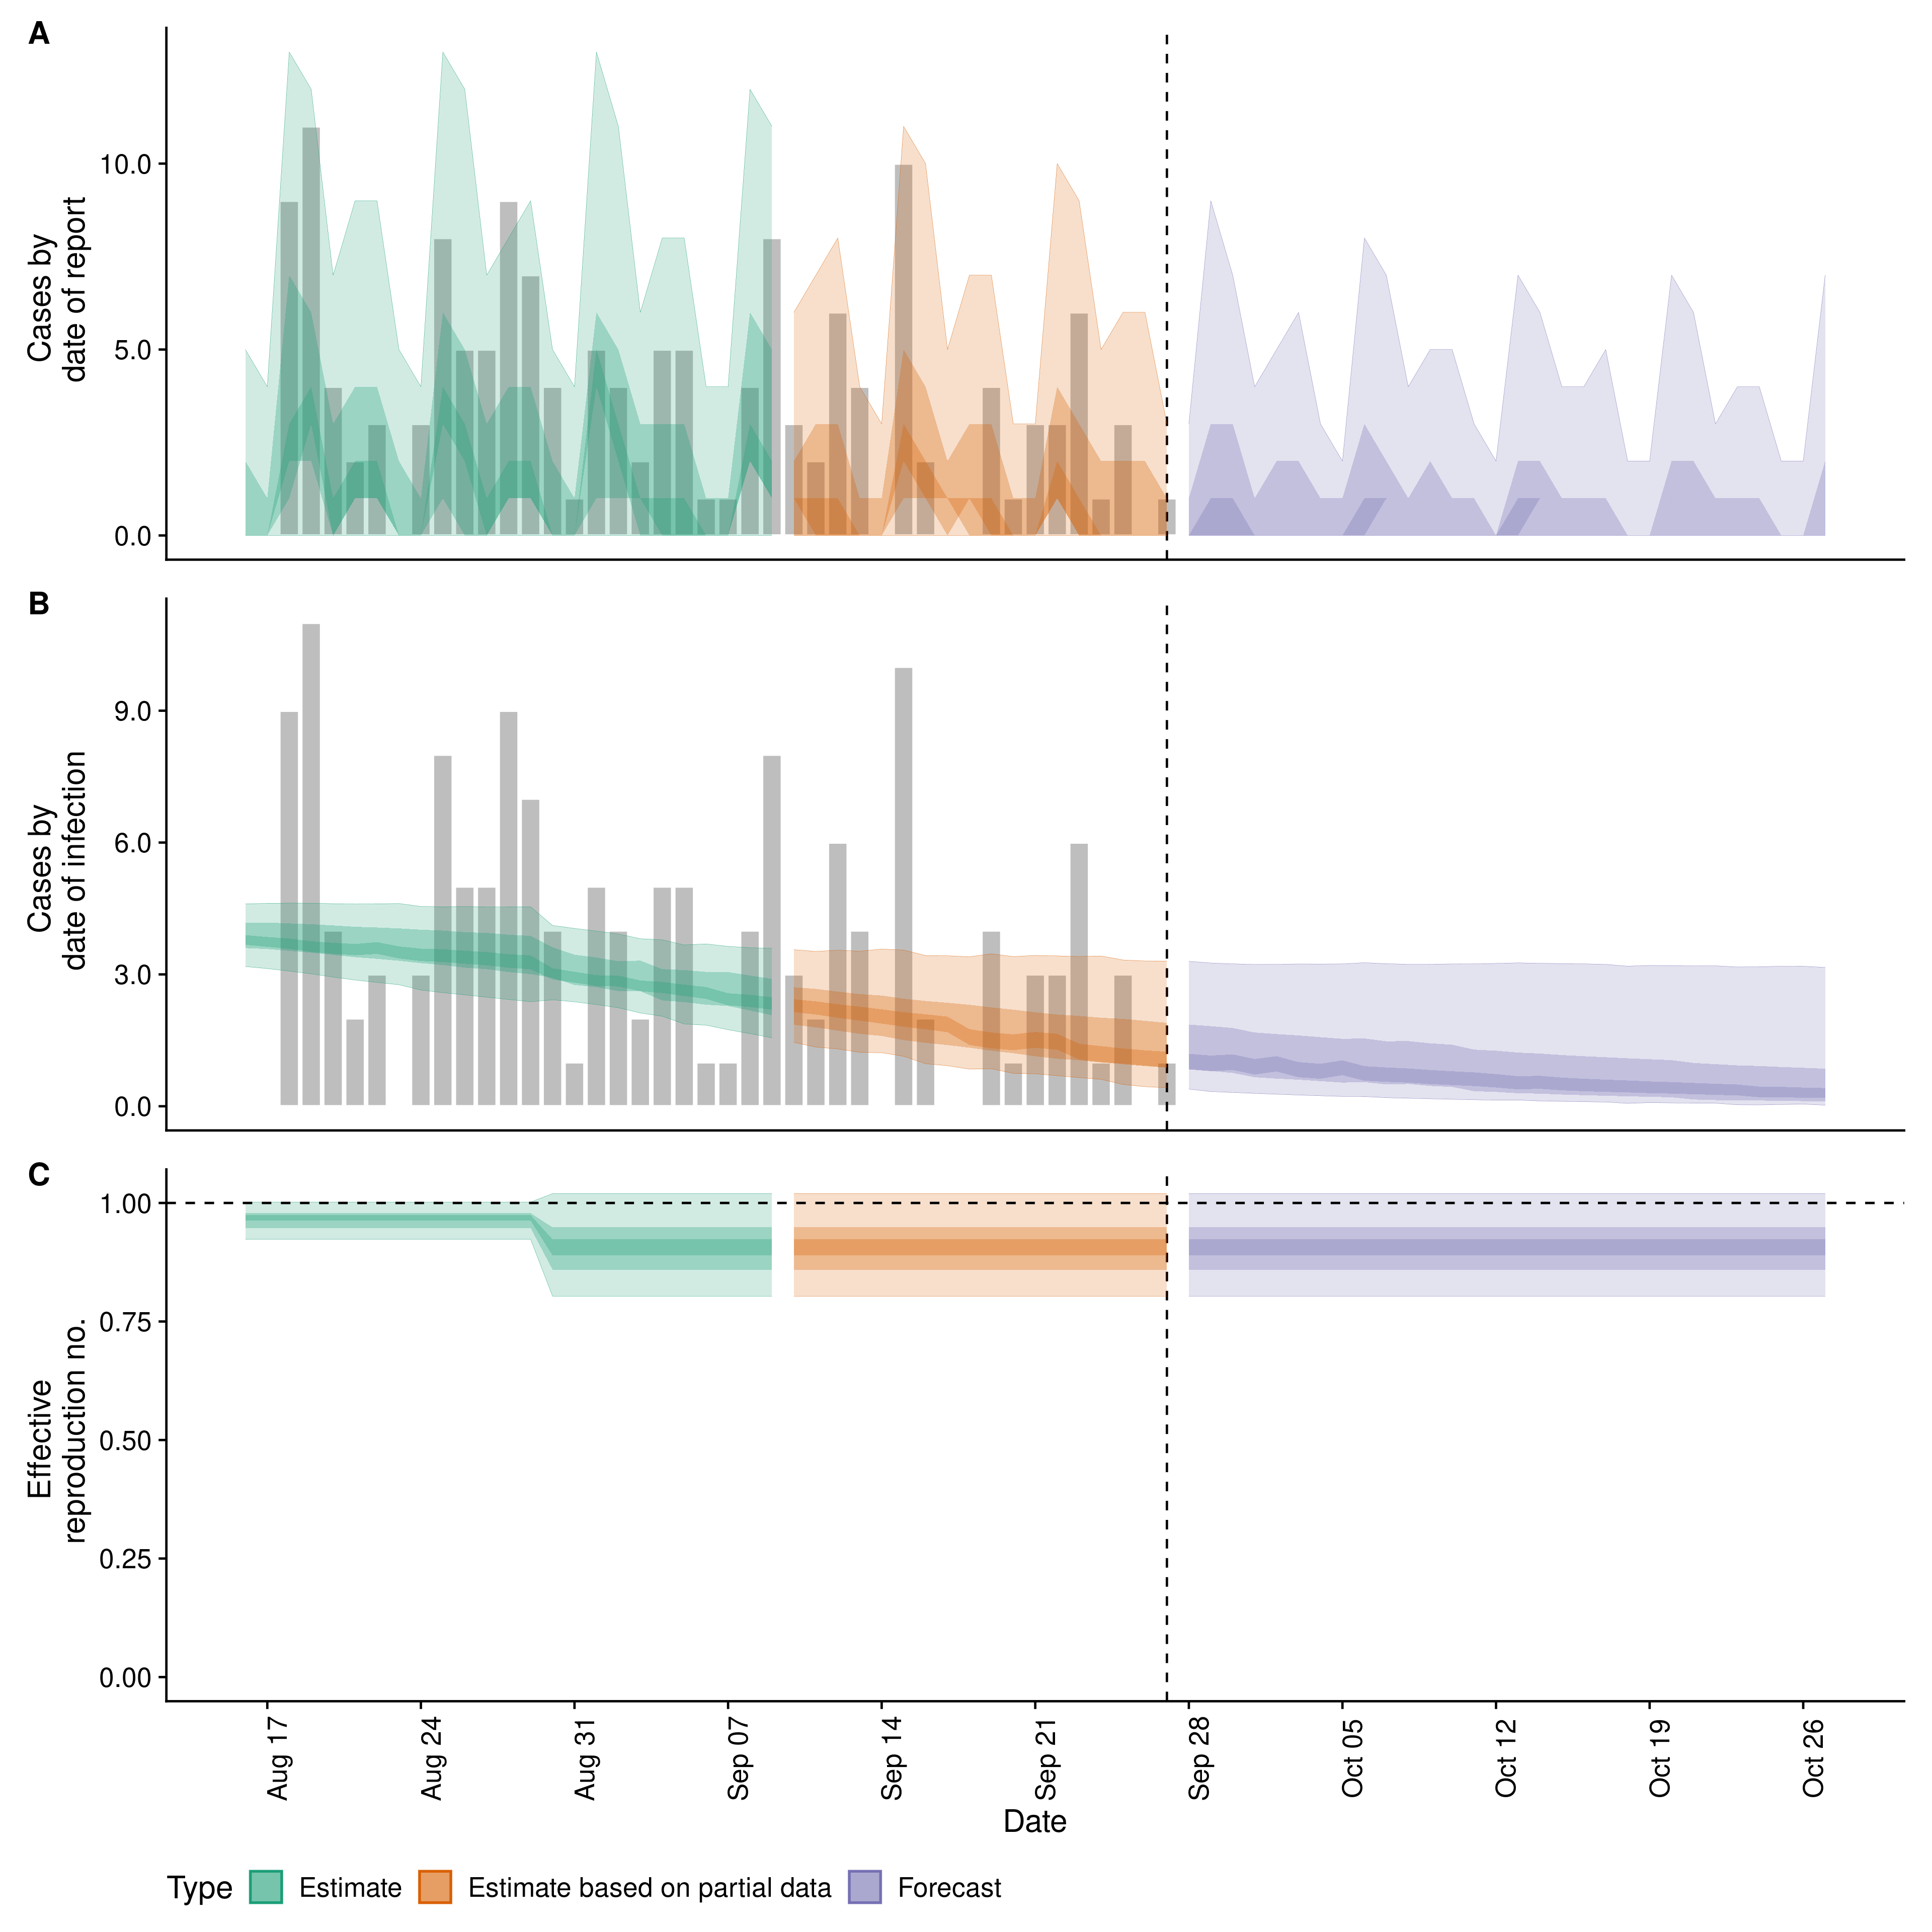 A
Cases by
date of report
10.0
5.0
0.0
B
Cases by
date of infection
9.0
6.0
3.0
0.0
C
Effective
reproduction no.
1.00
0.75
0.50
0.25
0.00
Aug 17
Aug 24
Aug 31
Sep 07
Sep 14
Sep 21
Sep 28
Oct 05
Oct 12
Oct 19
Oct 26
Date
Type Estimate Estimate based on partial data Forecast